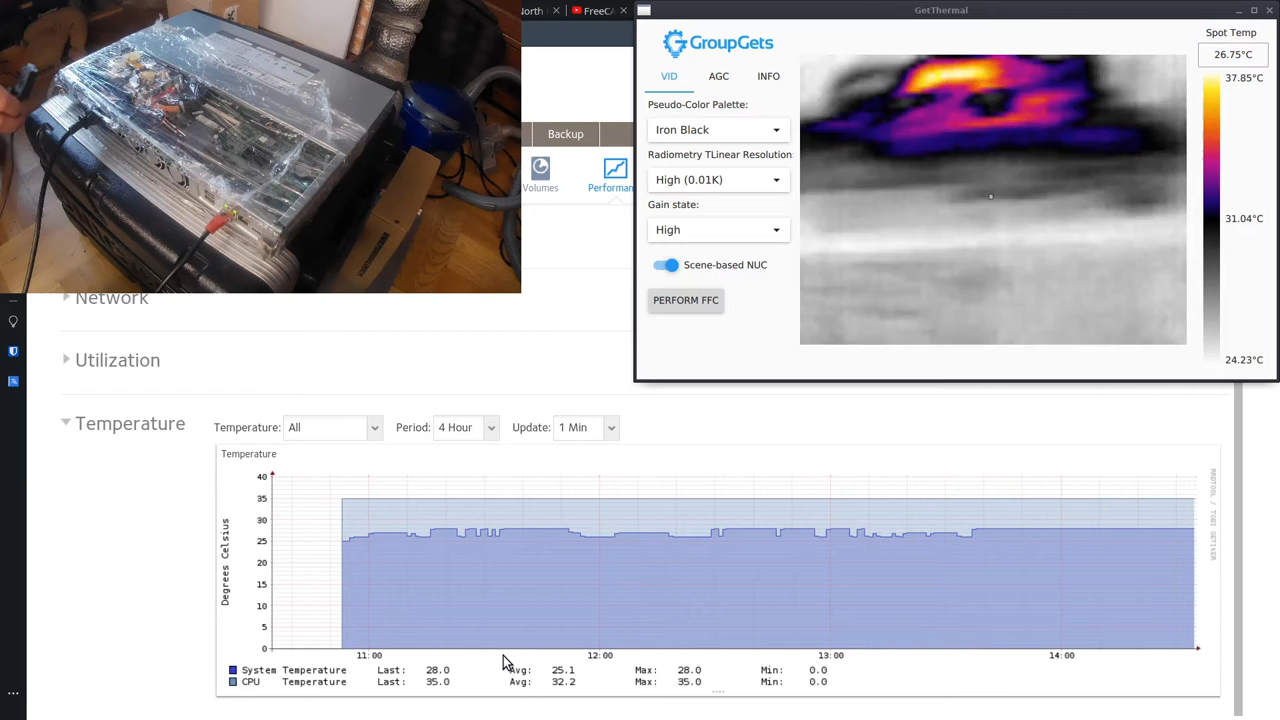 North
FreeCA
GetThermal
GroupGets
VID
AGC
INFO
Pseudo-Color Palette:
Iron Black
Radiometry TLinear Resolution:
High (0.01K)
Gain state:
High
Scene-based NUC
PERFORM FFC
Spot Temp
26.75°C
37.85°C
31.04°C
24.23°C
Backup
Volumes
Performan
Network
Utilization
Temperature
Temperature:
All
Period:
4 Hour
Update:
1 Min
Temperature
Degrees Celsius
40
35
30
25
20
15
10
5
0
11:00
12:00
13:00
14:00
RRDTOOL / TOBI OETIKER
System Temperature Last: 28.0 Avg: 25.1 Max: 28.0 Min: 0.0
CPU Temperature Last: 35.0 Avg: 32.2 Max: 35.0 Min: 0.0